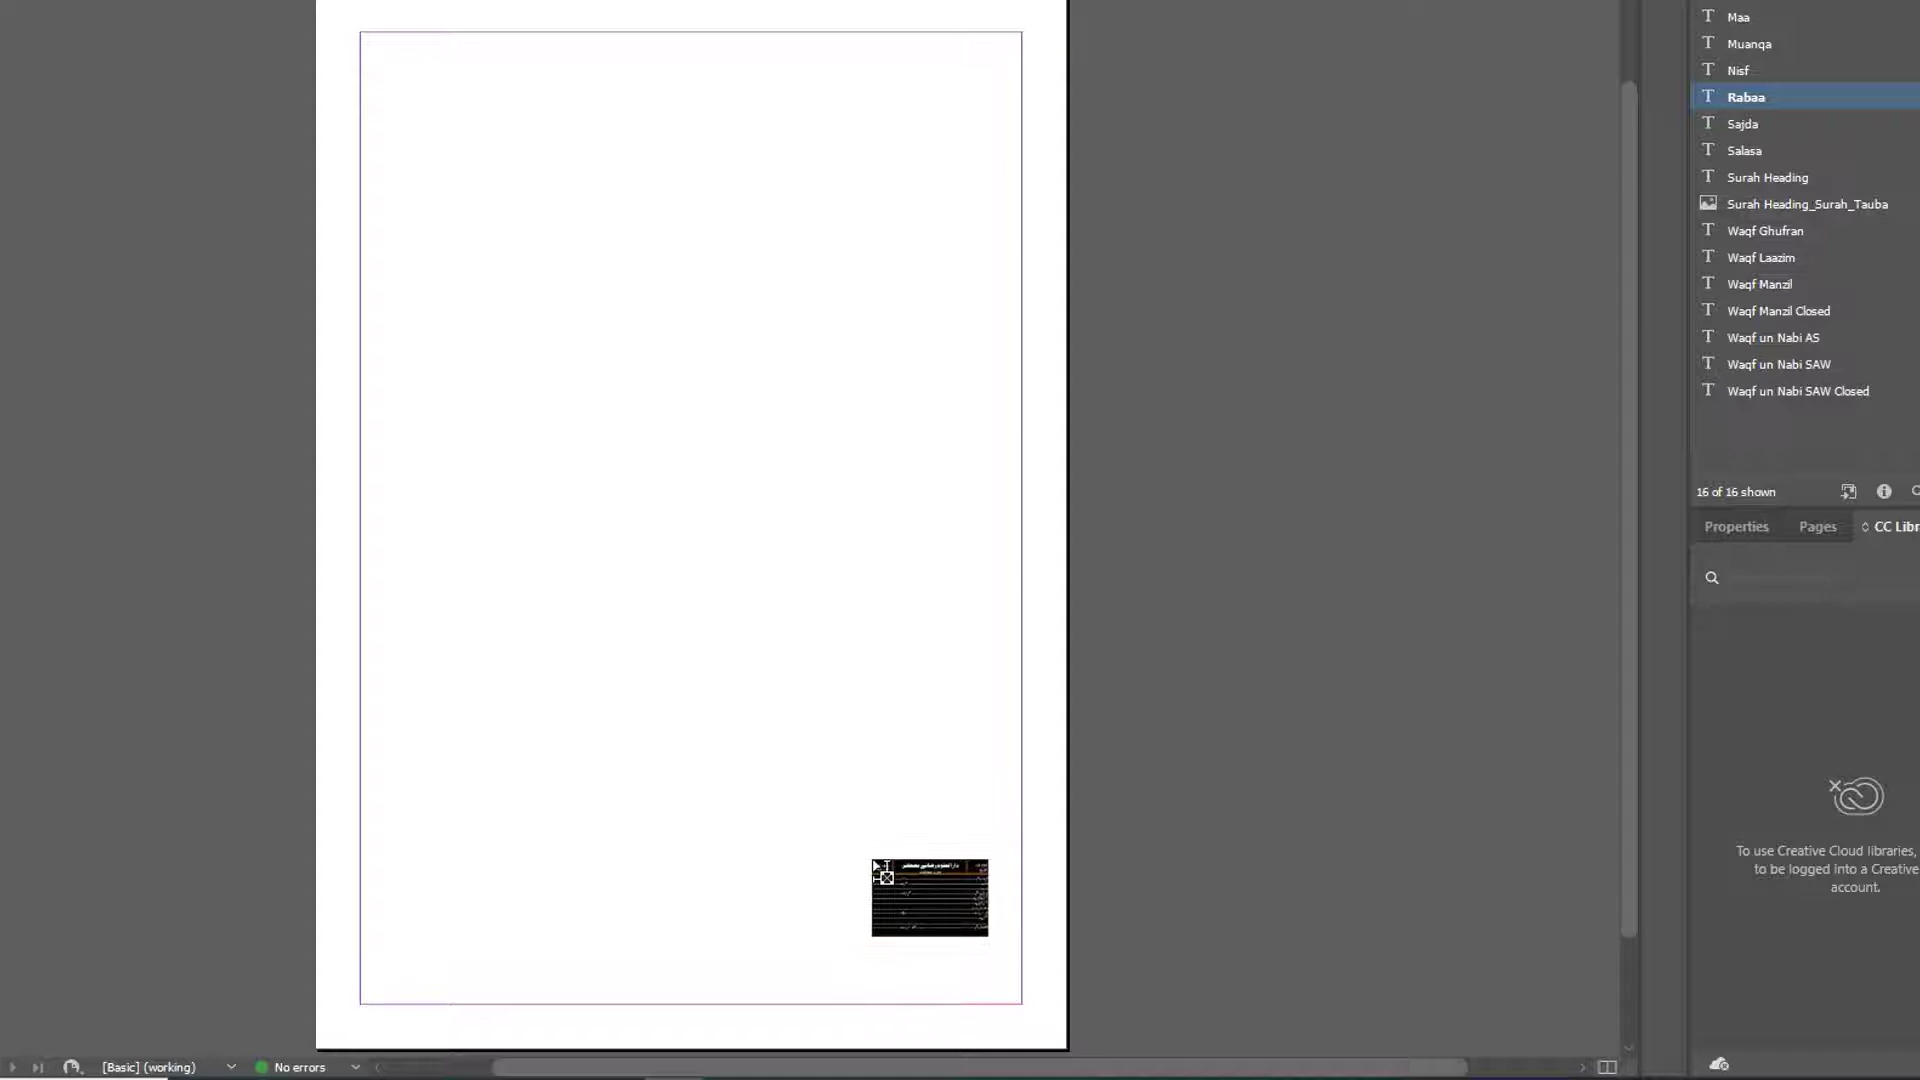 Maa
Muanqa
Nisf
Rabaa
Sajda
Salasa
Surah Heading
Surah Heading_Surah_Tauba
Waqf Ghufran
Waqf Laazim
Waqf Manzil
Waqf Manzil Closed
Waqf un Nabi AS
Waqf un Nabi SAW
Waqf un Nabi SAW Closed
16 of 16 shown
Properties Pages CC Libr
To use Creative Cloud libraries,
to be logged into a Creative
account.
[Basic] (working) No errors